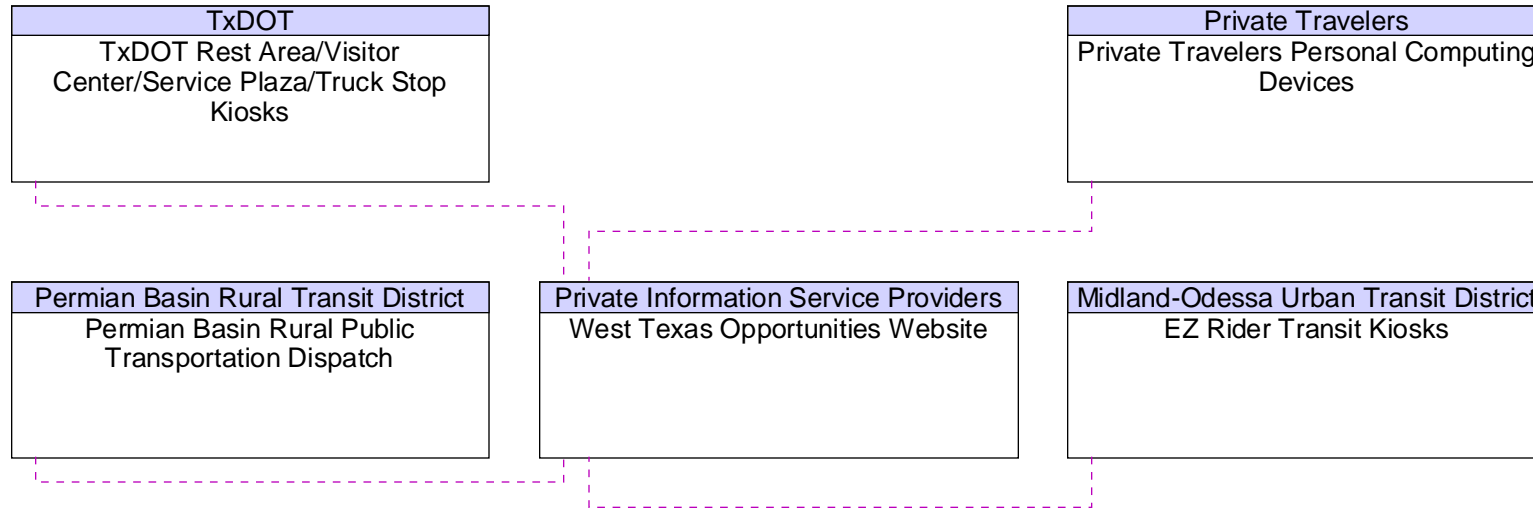 TxDOT
TxDOT Rest Area/Visitor
Center/Service Plaza/Truck Stop
Kiosks
Private Travelers
Private Travelers Personal Computing
Devices
Permian Basin Rural Transit District
Permian Basin Rural Public
Transportation Dispatch
Private Information Service Providers
West Texas Opportunities Website
Midland-Odessa Urban Transit District
EZ Rider Transit Kiosks